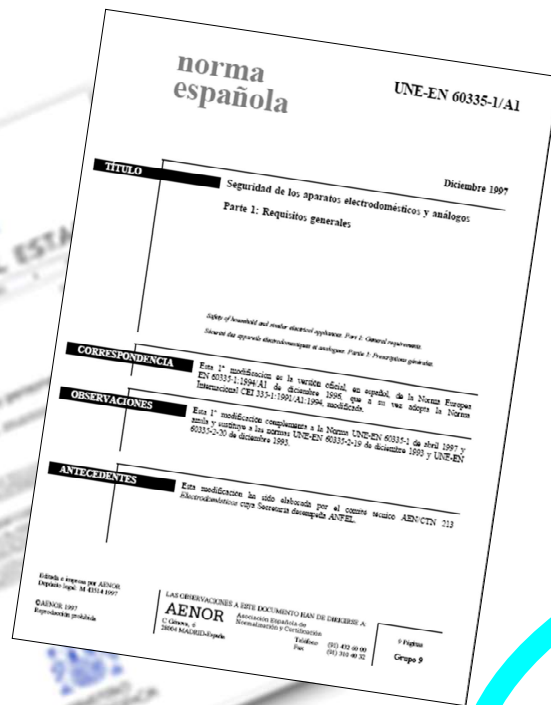 norma
española
UNE-EN 60335-1/A1
Diciembre 1997
TÍTULO
Seguridad de los aparatos electrodomésticos y análogos
Parte 1: Requisitos generales
Safety of household and similar electrical appliances. Part 1: General requirements.
Sécurité des appareils électrodomestiques et analogues. Partie 1: Prescriptions générales.
CORRESPONDENCIA
Esta 1ª modificación es la versión oficial, en español, de la Norma Europea
EN 60335-1:1994/A1 de diciembre 1996, que a su vez adopta la Norma
Internacional CEI 335-1:1991/A1:1994, modificada.
OBSERVACIONES
Esta 1ª modificación complementa a la Norma UNE-EN 60335-1 de abril 1997 y
anula y sustituye a las normas UNE-EN 60335-2-19 de diciembre 1993 y UNE-EN
60335-2-20 de diciembre 1995.
ANTECEDENTES
Esta modificación ha sido elaborada por el comité técnico AEN/CTN 213
Electrodomésticos cuya Secretaría desempeña ANFEL.
Editada e impresa por AENOR
Depósito legal: M 43514 1997
©AENOR 1997
Reproducción prohibida
LAS OBSERVACIONES A ESTE DOCUMENTO HAN DE DIRIGIRSE A:
AENOR
Asociación Española de
Normalización y Certificación
C Génova, 6
28004 MADRID-España
Teléfono (91) 432 60 00
Fax (91) 310 40 32
9 Páginas
Grupo 9
ESTA